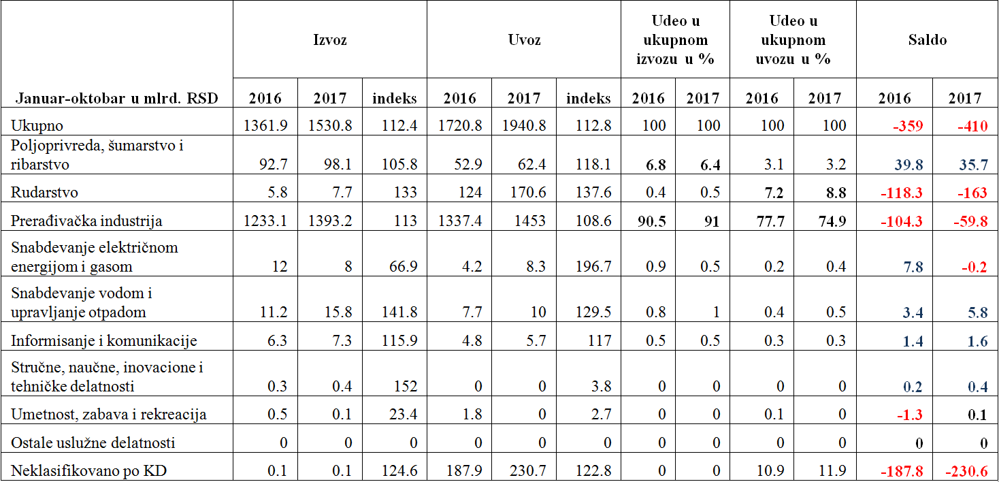 Izvoz Uvoz Udeo u ukupnom izvozu u % Udeo u ukupnom uvozu u % Saldo
Januar-oktobar u mlrd. RSD 2016 2017 indeks 2016 2017 indeks 2016 2017 2016 2017 2016 2017
Ukupno 1361.9 1530.8 112.4 1720.8 1940.8 112.8 100 100 100 100 -359 -410
Poljoprivreda, šumarstvo i
ribarstvo 92.7 98.1 105.8 52.9 62.4 118.1 6.8 6.4 3.1 3.2 39.8 35.7
Rudarstvo 5.8 7.7 133 124 170.6 137.6 0.4 0.5 7.2 8.8 -118.3 -163
Prerađivačka industrija 1233.1 1393.2 113 1337.4 1453 108.6 90.5 91 77.7 74.9 -104.3 -59.8
Snabdevanje električnom
energijom i gasom 12 8 66.9 4.2 8.3 196.7 0.9 0.5 0.2 0.4 7.8 -0.2
Snabdevanje vodom i
upravljanje otpadom 11.2 15.8 141.8 7.7 10 129.5 0.8 1 0.4 0.5 3.4 5.8
Informisanje i komunikacije 6.3 7.3 115.9 4.8 5.7 117 0.5 0.5 0.3 0.3 1.4 1.6
Stručne, naučne, inovacione i
tehničke delatnosti 0.3 0.4 152 0 0 3.8 0 0 0 0 0.2 0.4
Umetnost, zabava i rekreacija 0.5 0.1 23.4 1.8 0 2.7 0 0 0.1 0 -1.3 0.1
Ostale uslužne delatnosti 0 0 0 0 0 0 0 0 0 0 0 0
Neklasifikovano po KD 0.1 0.1 124.6 187.9 230.7 122.8 0 0 10.9 11.9 -187.8 -230.6